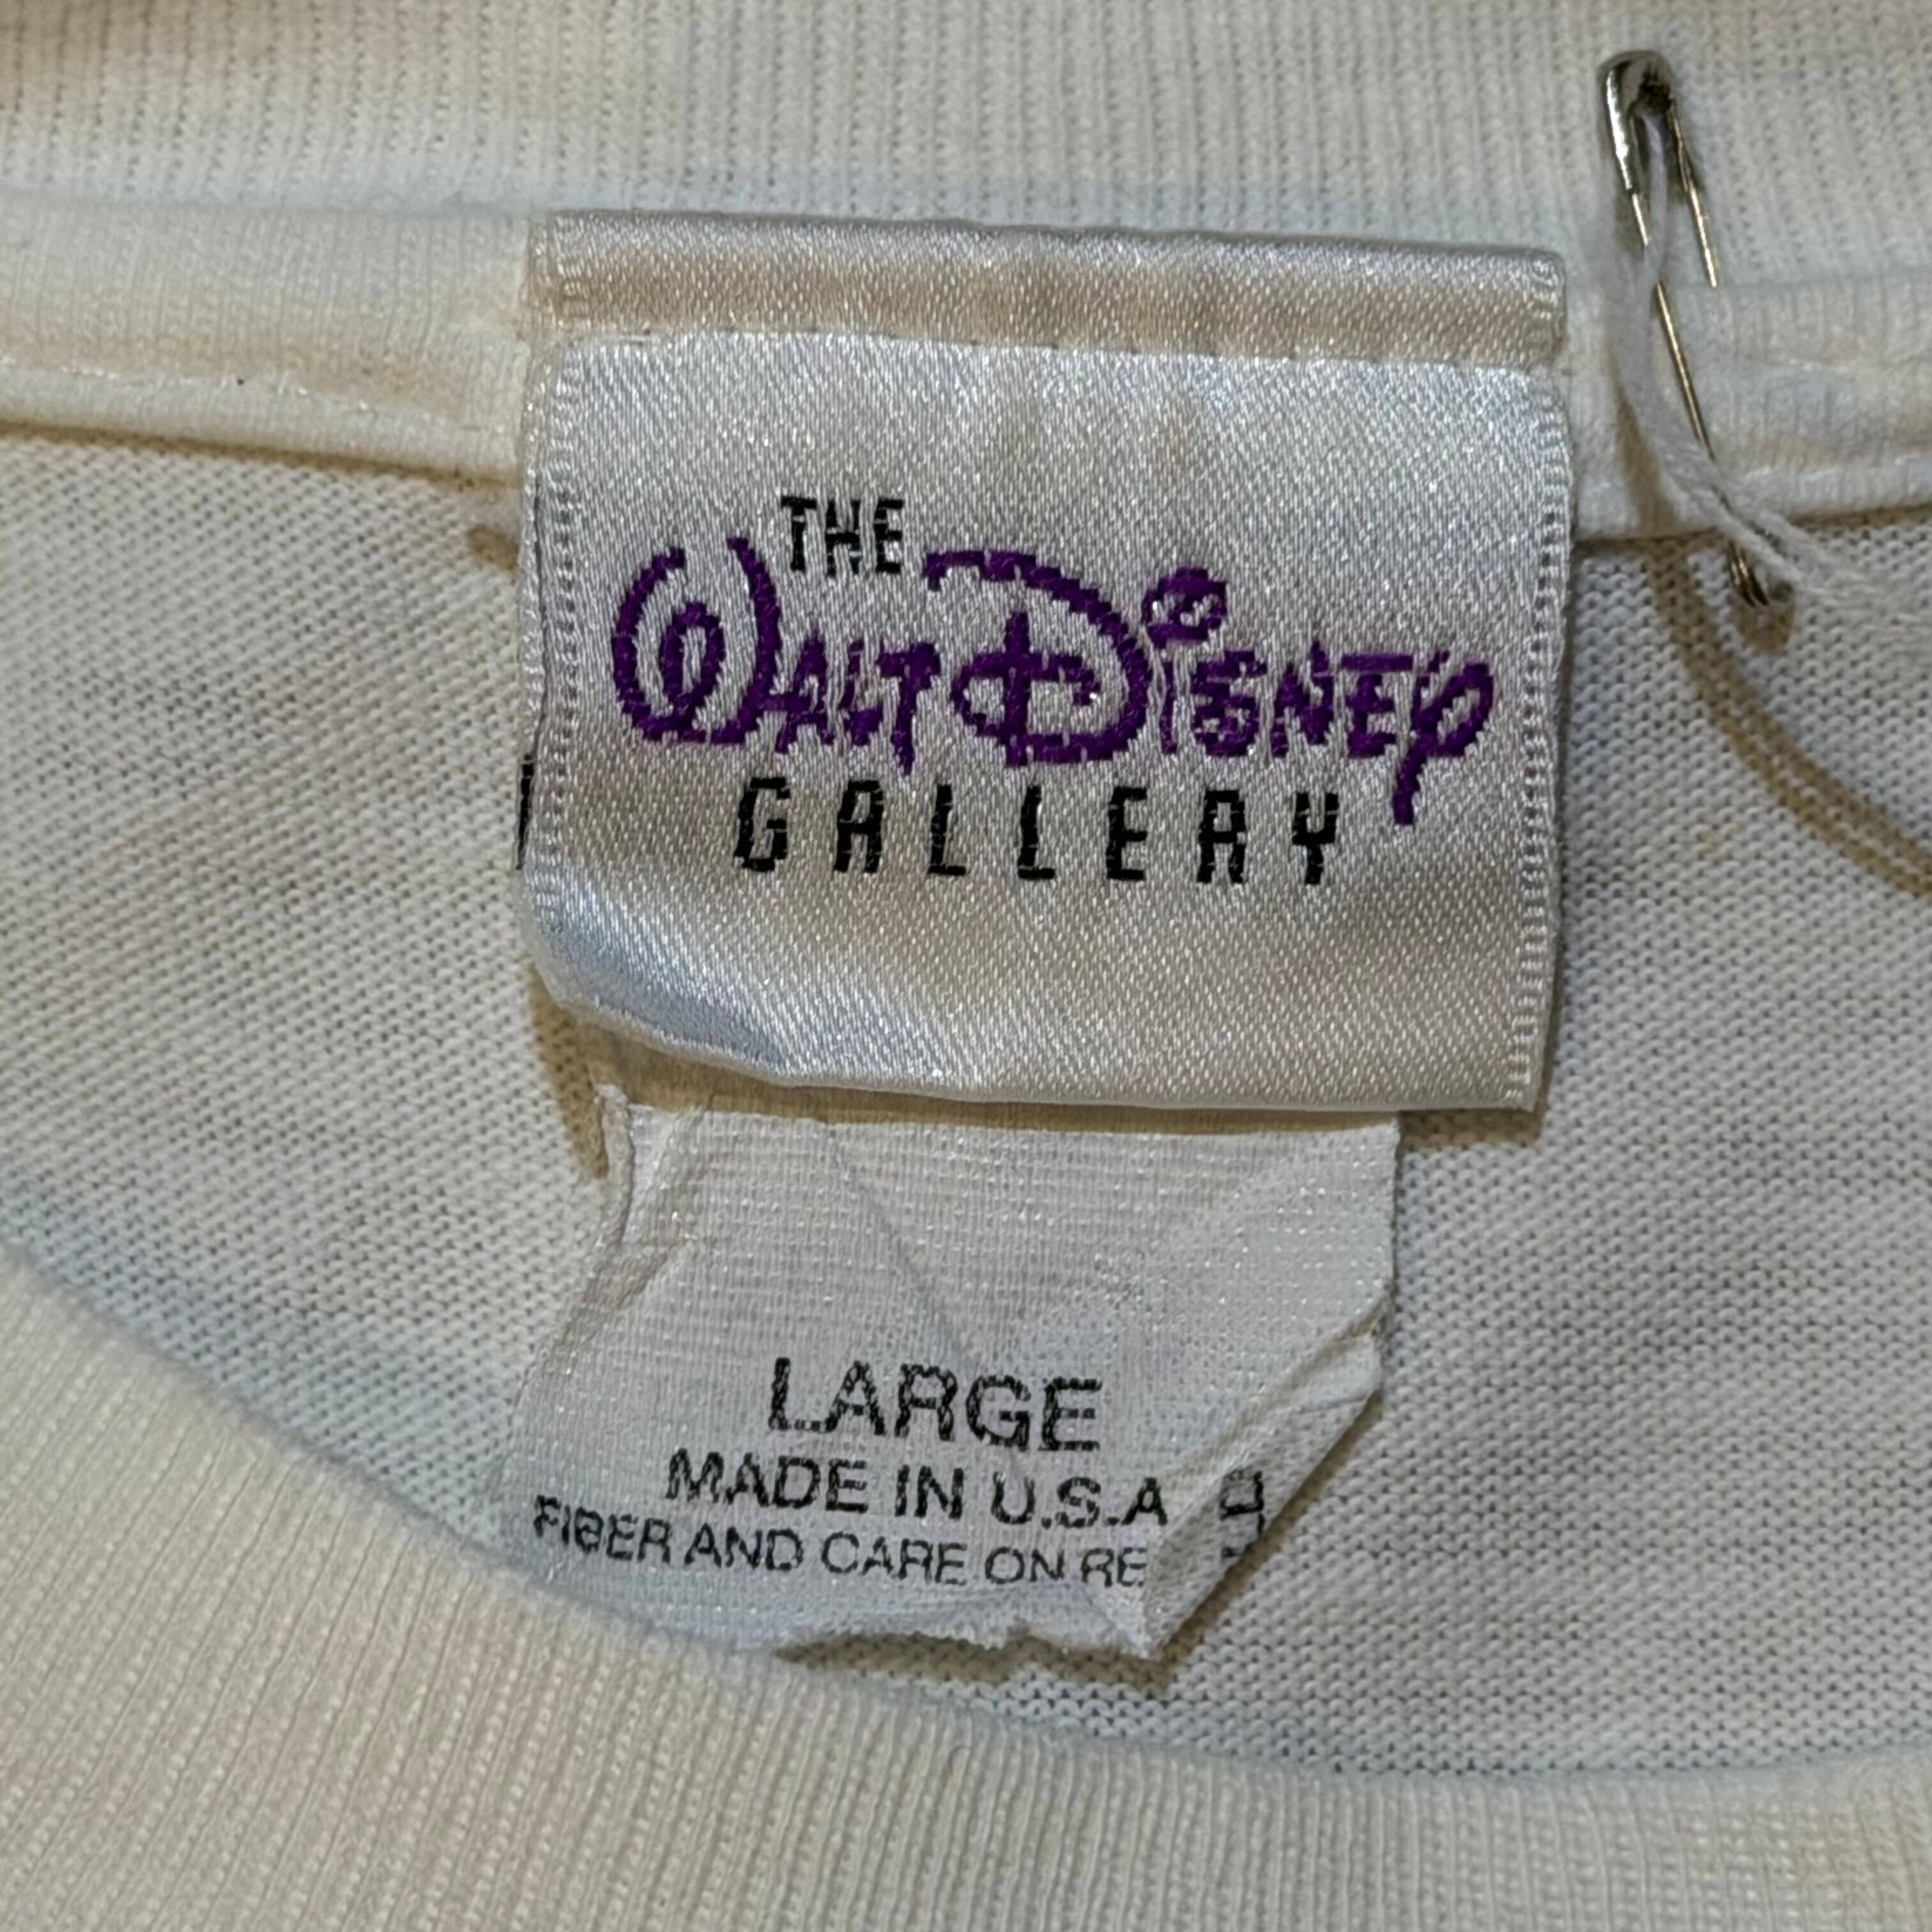 THE
WALT DISNEY
GALLERY
LARGE
MADE IN U.S.A
FIBER AND CARE ON RE